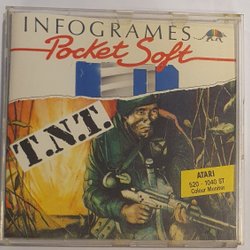 INFOGRAMES
Pocket Soft
T.N.T.
ATARI
520 - 1040 ST
Colour Monitor